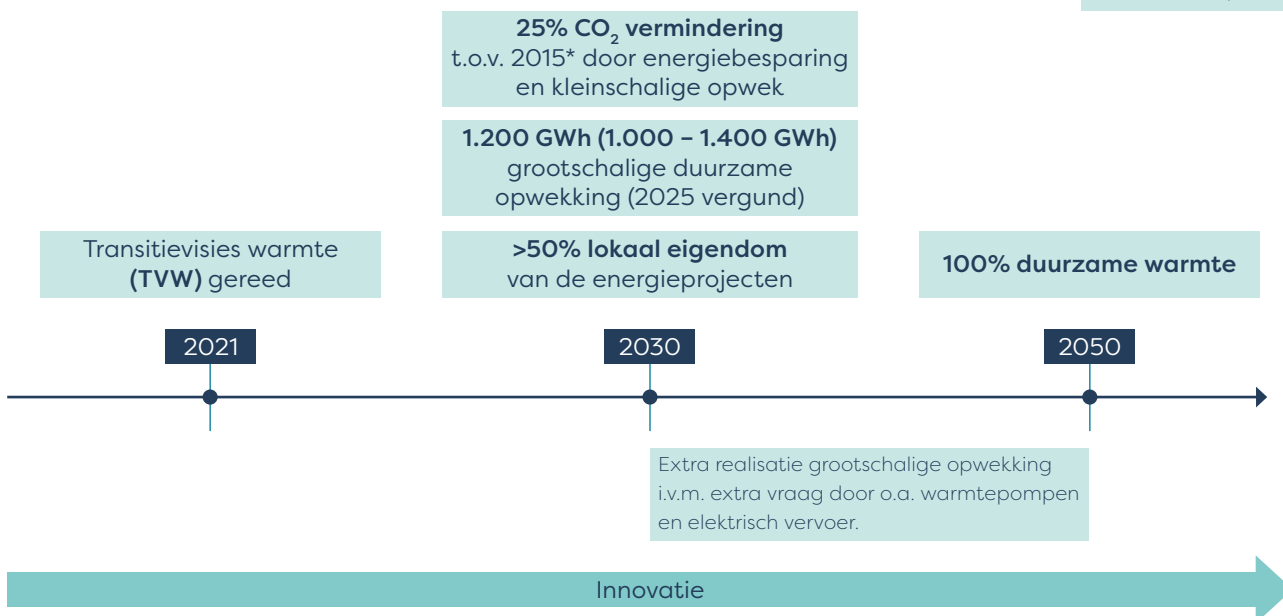 25% CO₂ vermindering
t.o.v. 2015* door energiebesparing
en kleinschalige opwek
1.200 GWh (1.000 – 1.400 GWh)
grootschalige duurzame
opwekking (2025 vergund)
Transitievisies warmte
(TVW) gereed
>50% lokaal eigendom
van de energieprojecten
100% duurzame warmte
2021
2030
2050
Extra realisatie grootschalige opwekking
i.v.m. extra vraag door o.a. warmtepompen
en elektrisch vervoer.
Innovatie